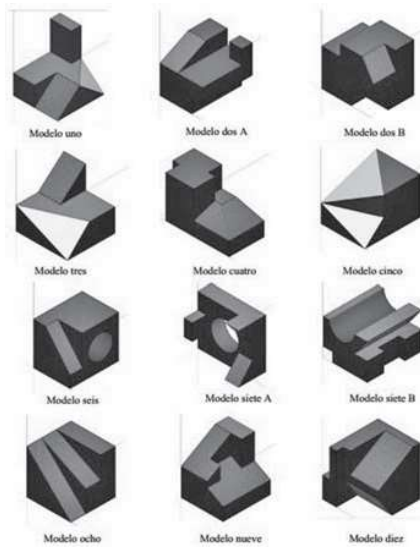 Modelo uno
Modelo dos A
Modelo dos B
Modelo tres
Modelo cuatro
Modelo cinco
Modelo seis
Modelo siete A
Modelo siete B
Modelo ocho
Modelo nueve
Modelo diez